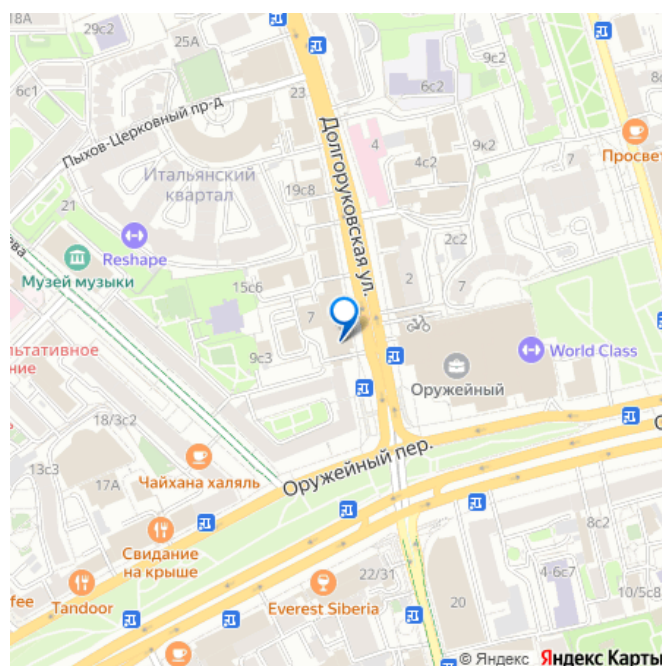 18А
29с2
25А
6с1
23
Пыхов-Церковный пр-д
Итальянский
квартал
19с8
21
Reshape
Музей музыки
15с6
7
9с3
Долгоруковская ул.
4
4с2
6с2
9с2
9к2
7
Просвет
2с2
2
7
World Class
Оружейный
ультативное
ние
18/3с2
13с3
17А
Чайхана халяль
Оружейный пер.
Свидание
на крыше
Tandoor
fee
22/31
Everest Siberia
20
8с2
4-6с7
10/5с8
© Яндекс Яндекс Карты